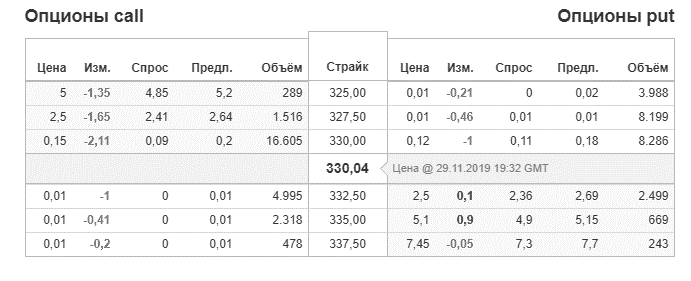 Опционы call Опционы put
Цена Изм. Спрос Предл. Объём Страйк Цена Изм. Спрос Предл. Объём
5 -1,35 4,85 5,2 289 325,00 0,01 -0,21 0 0,02 3.988
2,5 -1,65 2,41 2,64 1.516 327,50 0,01 -0,46 0,01 0,01 8.199
0,15 -2,11 0,09 0,2 16.605 330,00 0,12 -1 0,11 0,18 8.286
330,04 Цена @ 29.11.2019 19:32 GMT
0,01 -1 0 0,01 4.995 332,50 2,5 0,1 2,36 2,69 2.499
0,01 -0,41 0 0,01 2.318 335,00 5,1 0,9 4,9 5,15 669
0,01 -0,2 0 0,01 478 337,50 7,45 -0,05 7,3 7,7 243